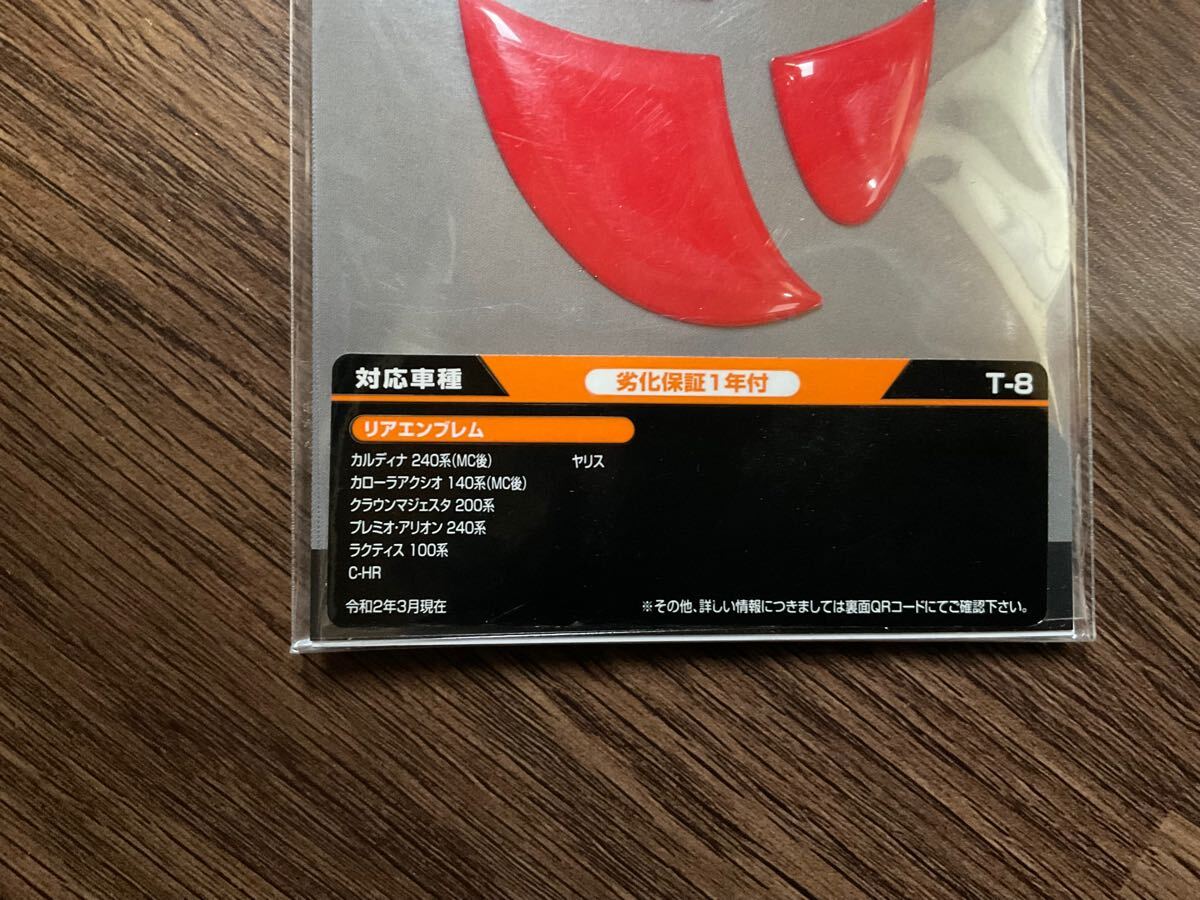 対応車種 劣化保証1年付 T-8
リアエンブレム
カルディナ 240系(MC後) ヤリス
カローラアクシオ 140系(MC後)
クラウンマジェスタ 200系
プレミオ・アリオン 240系
ラクティス 100系
C-HR
令和2年3月現在 ※その他、詳しい情報につきましては裏面QRコードにてご確認下さい。